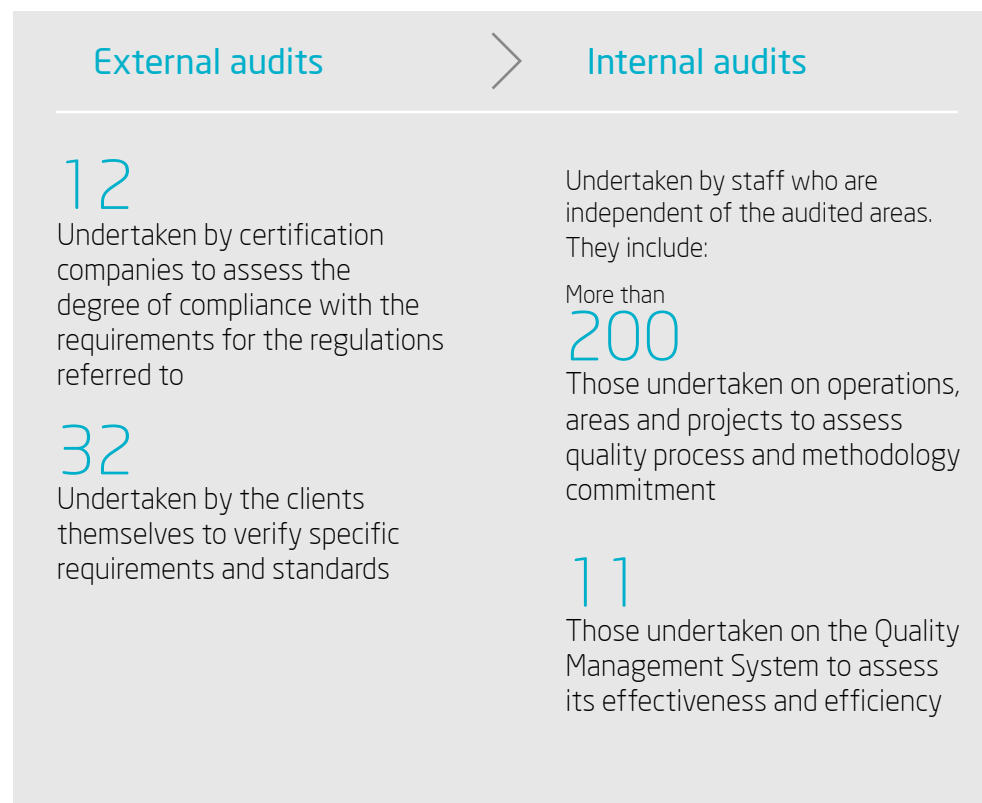 External audits
Internal audits
12
Undertaken by certification
companies to assess the
degree of compliance with the
requirements for the regulations
referred to
32
Undertaken by the clients
themselves to verify specific
requirements and standards
Undertaken by staff who are
independent of the audited areas.
They include:
More than
200
Those undertaken on operations,
areas and projects to assess
quality process and methodology
commitment
11
Those undertaken on the Quality
Management System to assess
its effectiveness and efficiency